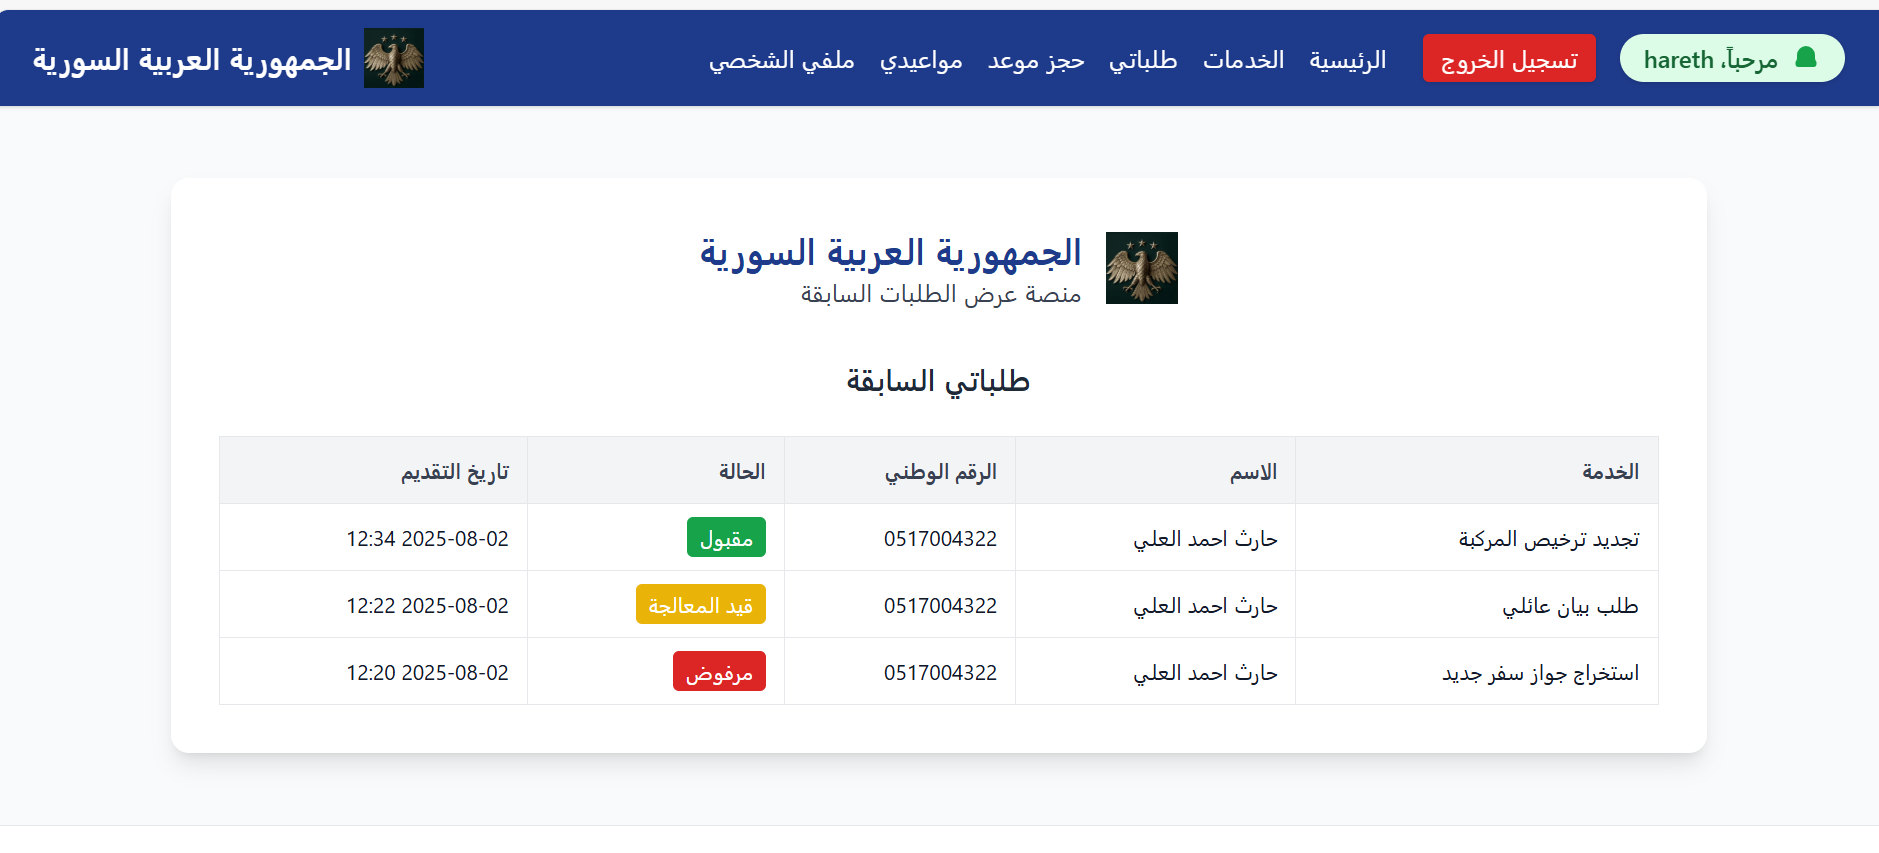 مرحباً، hareth
تسجيل الخروج
الرئيسية الخدمات طلباتي حجز موعد مواعيدي ملفي الشخصي
الجمهورية العربية السورية
الجمهورية العربية السورية
منصة عرض الطلبات السابقة
طلباتي السابقة
الخدمة الاسم الرقم الوطني الحالة تاريخ التقديم
تجديد ترخيص المركبة حارث احمد العلي 0517004322 مقبول 2025-08-02 12:34
طلب بيان عائلي حارث احمد العلي 0517004322 قيد المعالجة 2025-08-02 12:22
استخراج جواز سفر جديد حارث احمد العلي 0517004322 مرفوض 2025-08-02 12:20